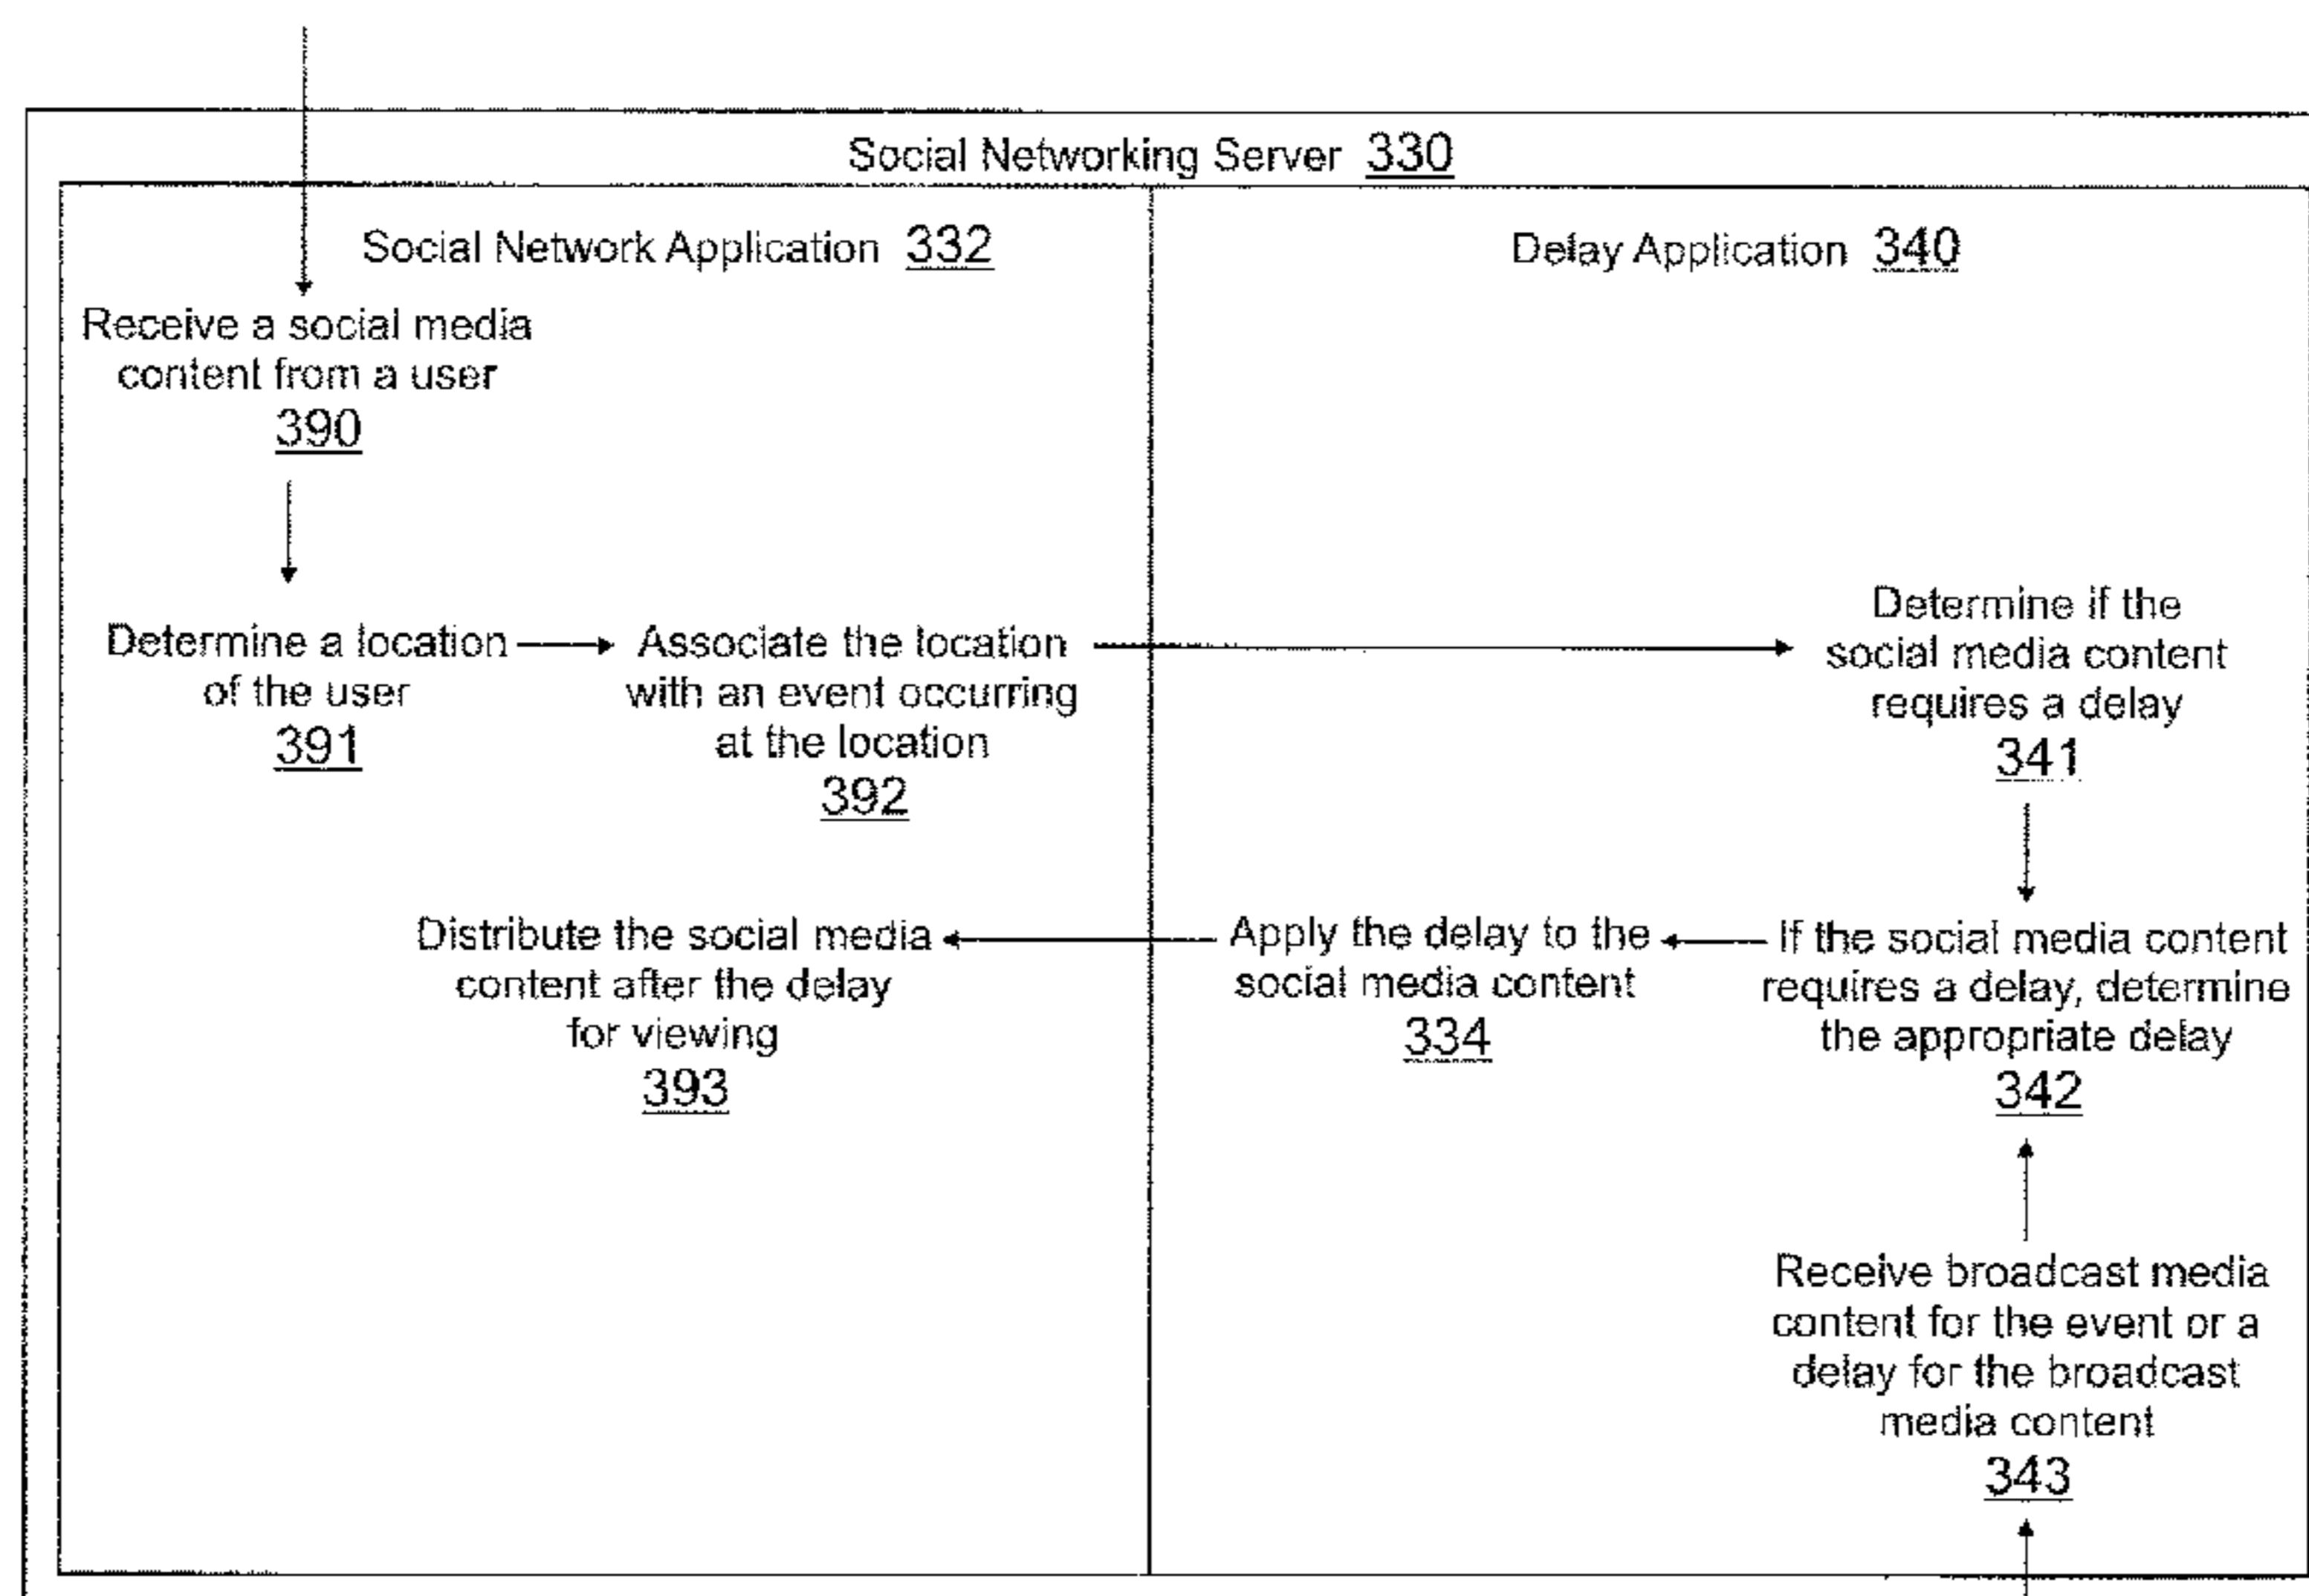 Social Networking Server 330
Social Network Application 332
Receive a social media
content from a user
390
Determine a location
of the user
391
Associate the location
with an event occurring
at the location
392
Distribute the social media
content after the delay
for viewing
393
Delay Application 340
Determine if the
social media content
requires a delay
341
If the social media content
requires a delay, determine
the appropriate delay
342
Apply the delay to the
social media content
334
Receive broadcast media
content for the event or a
delay for the broadcast
media content
343